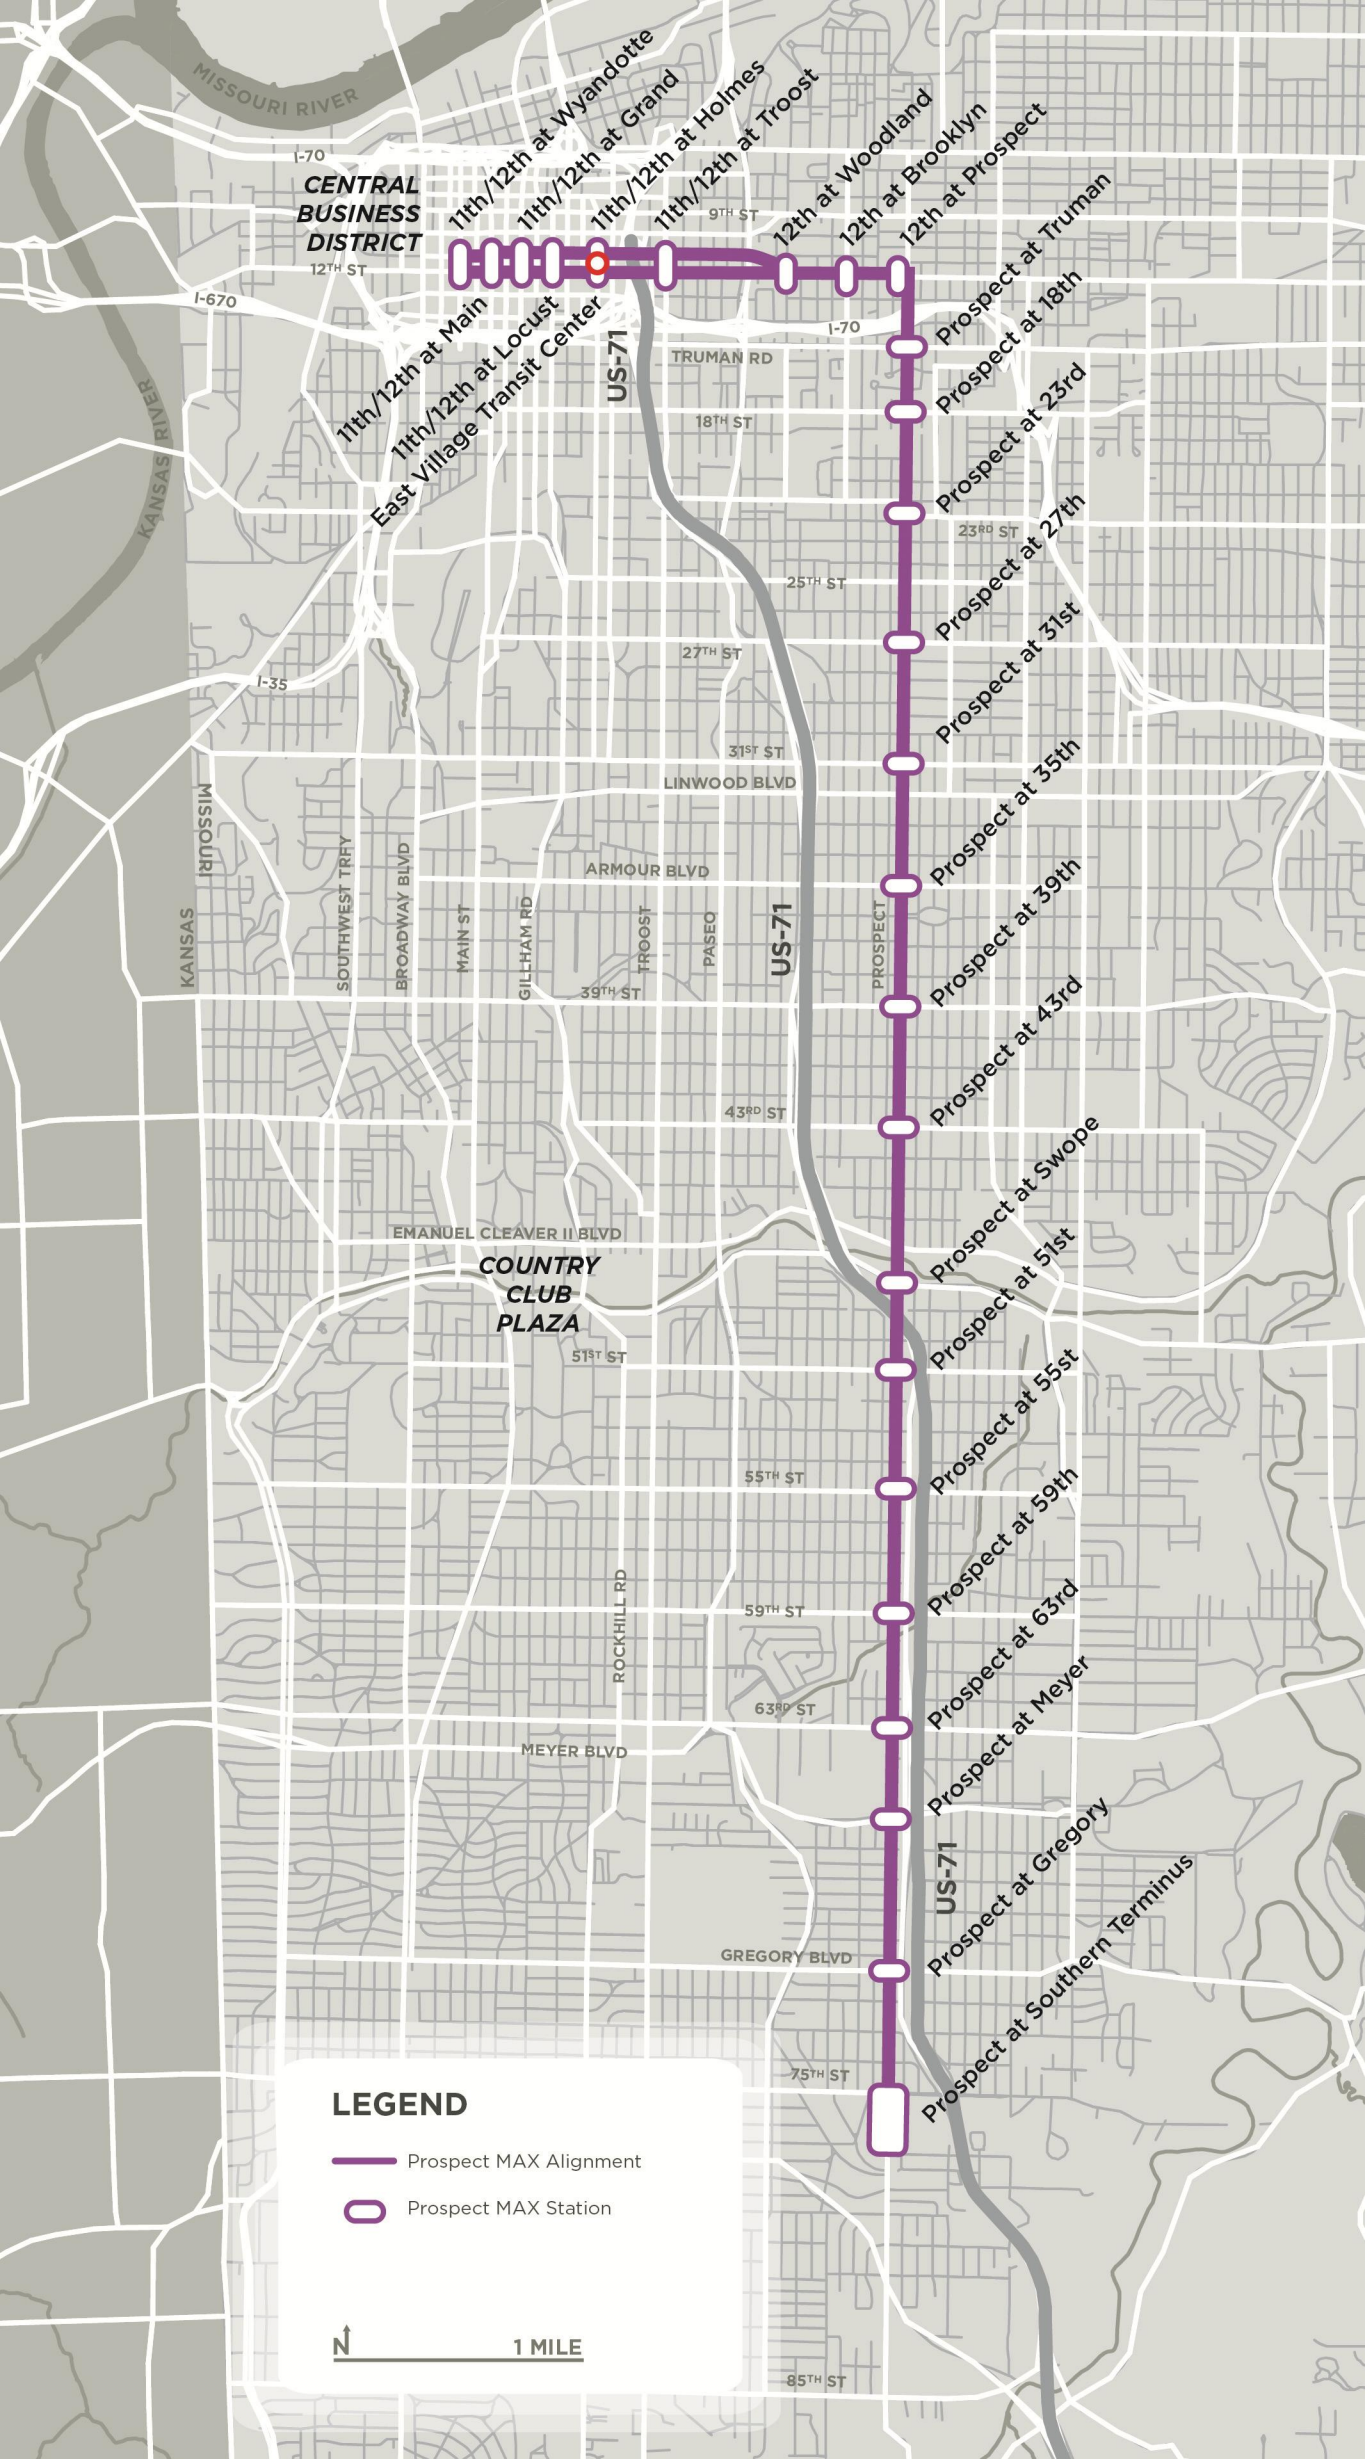 MISSOURI RIVER
I-70
CENTRAL
BUSINESS
DISTRICT
11th/12th at Wyandotte
11th/12th at Grand
11th/12th at Holmes
11th/12th at Troost
12th at Woodland
12th at Brooklyn
12th at Prospect
9TH ST
12TH ST
I-670
11th/12th at Main
11th/12th at Locust
East Village Transit Center
US-71
I-70
TRUMAN RD
Prospect at Truman
18TH ST
Prospect at 18th
KANSAS RIVER
Prospect at 23rd
23RD ST
25TH ST
Prospect at 27th
27TH ST
I-35
Prospect at 31st
31ST ST
LINWOOD BLVD
MISSOURI
KANSAS
ARMOUR BLVD
Prospect at 35th
SOUTHWEST TRFY
BROADWAY BLVD
MAIN ST
GILLHAM RD
TROOST
PASEO
US-71
PROSPECT
39TH ST
Prospect at 39th
43RD ST
Prospect at 43rd
EMANUEL CLEAVER II BLVD
COUNTRY
CLUB
PLAZA
Prospect at Swope
51ST ST
Prospect at 51st
55TH ST
Prospect at 55st
ROCKHILL RD
59TH ST
Prospect at 59th
63RD ST
Prospect at 63rd
MEYER BLVD
Prospect at Meyer
US-71
GREGORY BLVD
Prospect at Gregory
75TH ST
Prospect at Southern Terminus
LEGEND
Prospect MAX Alignment
Prospect MAX Station
N
1 MILE
85TH ST